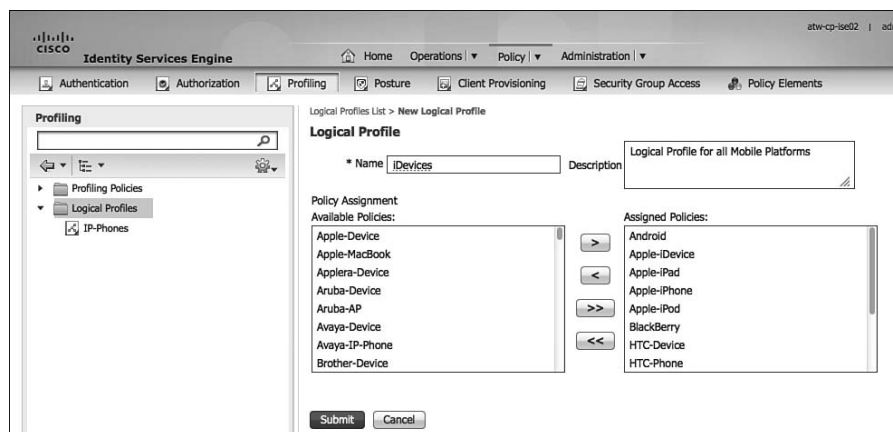 atw-cp-ise02 | ad
CISCO Identity Services Engine
Home Operations Policy Administration
Authentication Authorization Profiling Posture Client Provisioning Security Group Access Policy Elements
Profiling
Profiling Policies
Logical Profiles
IP-Phones
Logical Profiles List > New Logical Profile
Logical Profile
* Name iDevices Description Logical Profile for all Mobile Platforms
Policy Assignment
Available Policies: Assigned Policies:
Apple-Device
Apple-MacBook
Applera-Device
Aruba-Device
Aruba-AP
Avaya-Device
Avaya-IP-Phone
Brother-Device
>
<
>>
<<
Android
Apple-iDevice
Apple-iPad
Apple-iPhone
Apple-iPod
BlackBerry
HTC-Device
HTC-Phone
Submit Cancel